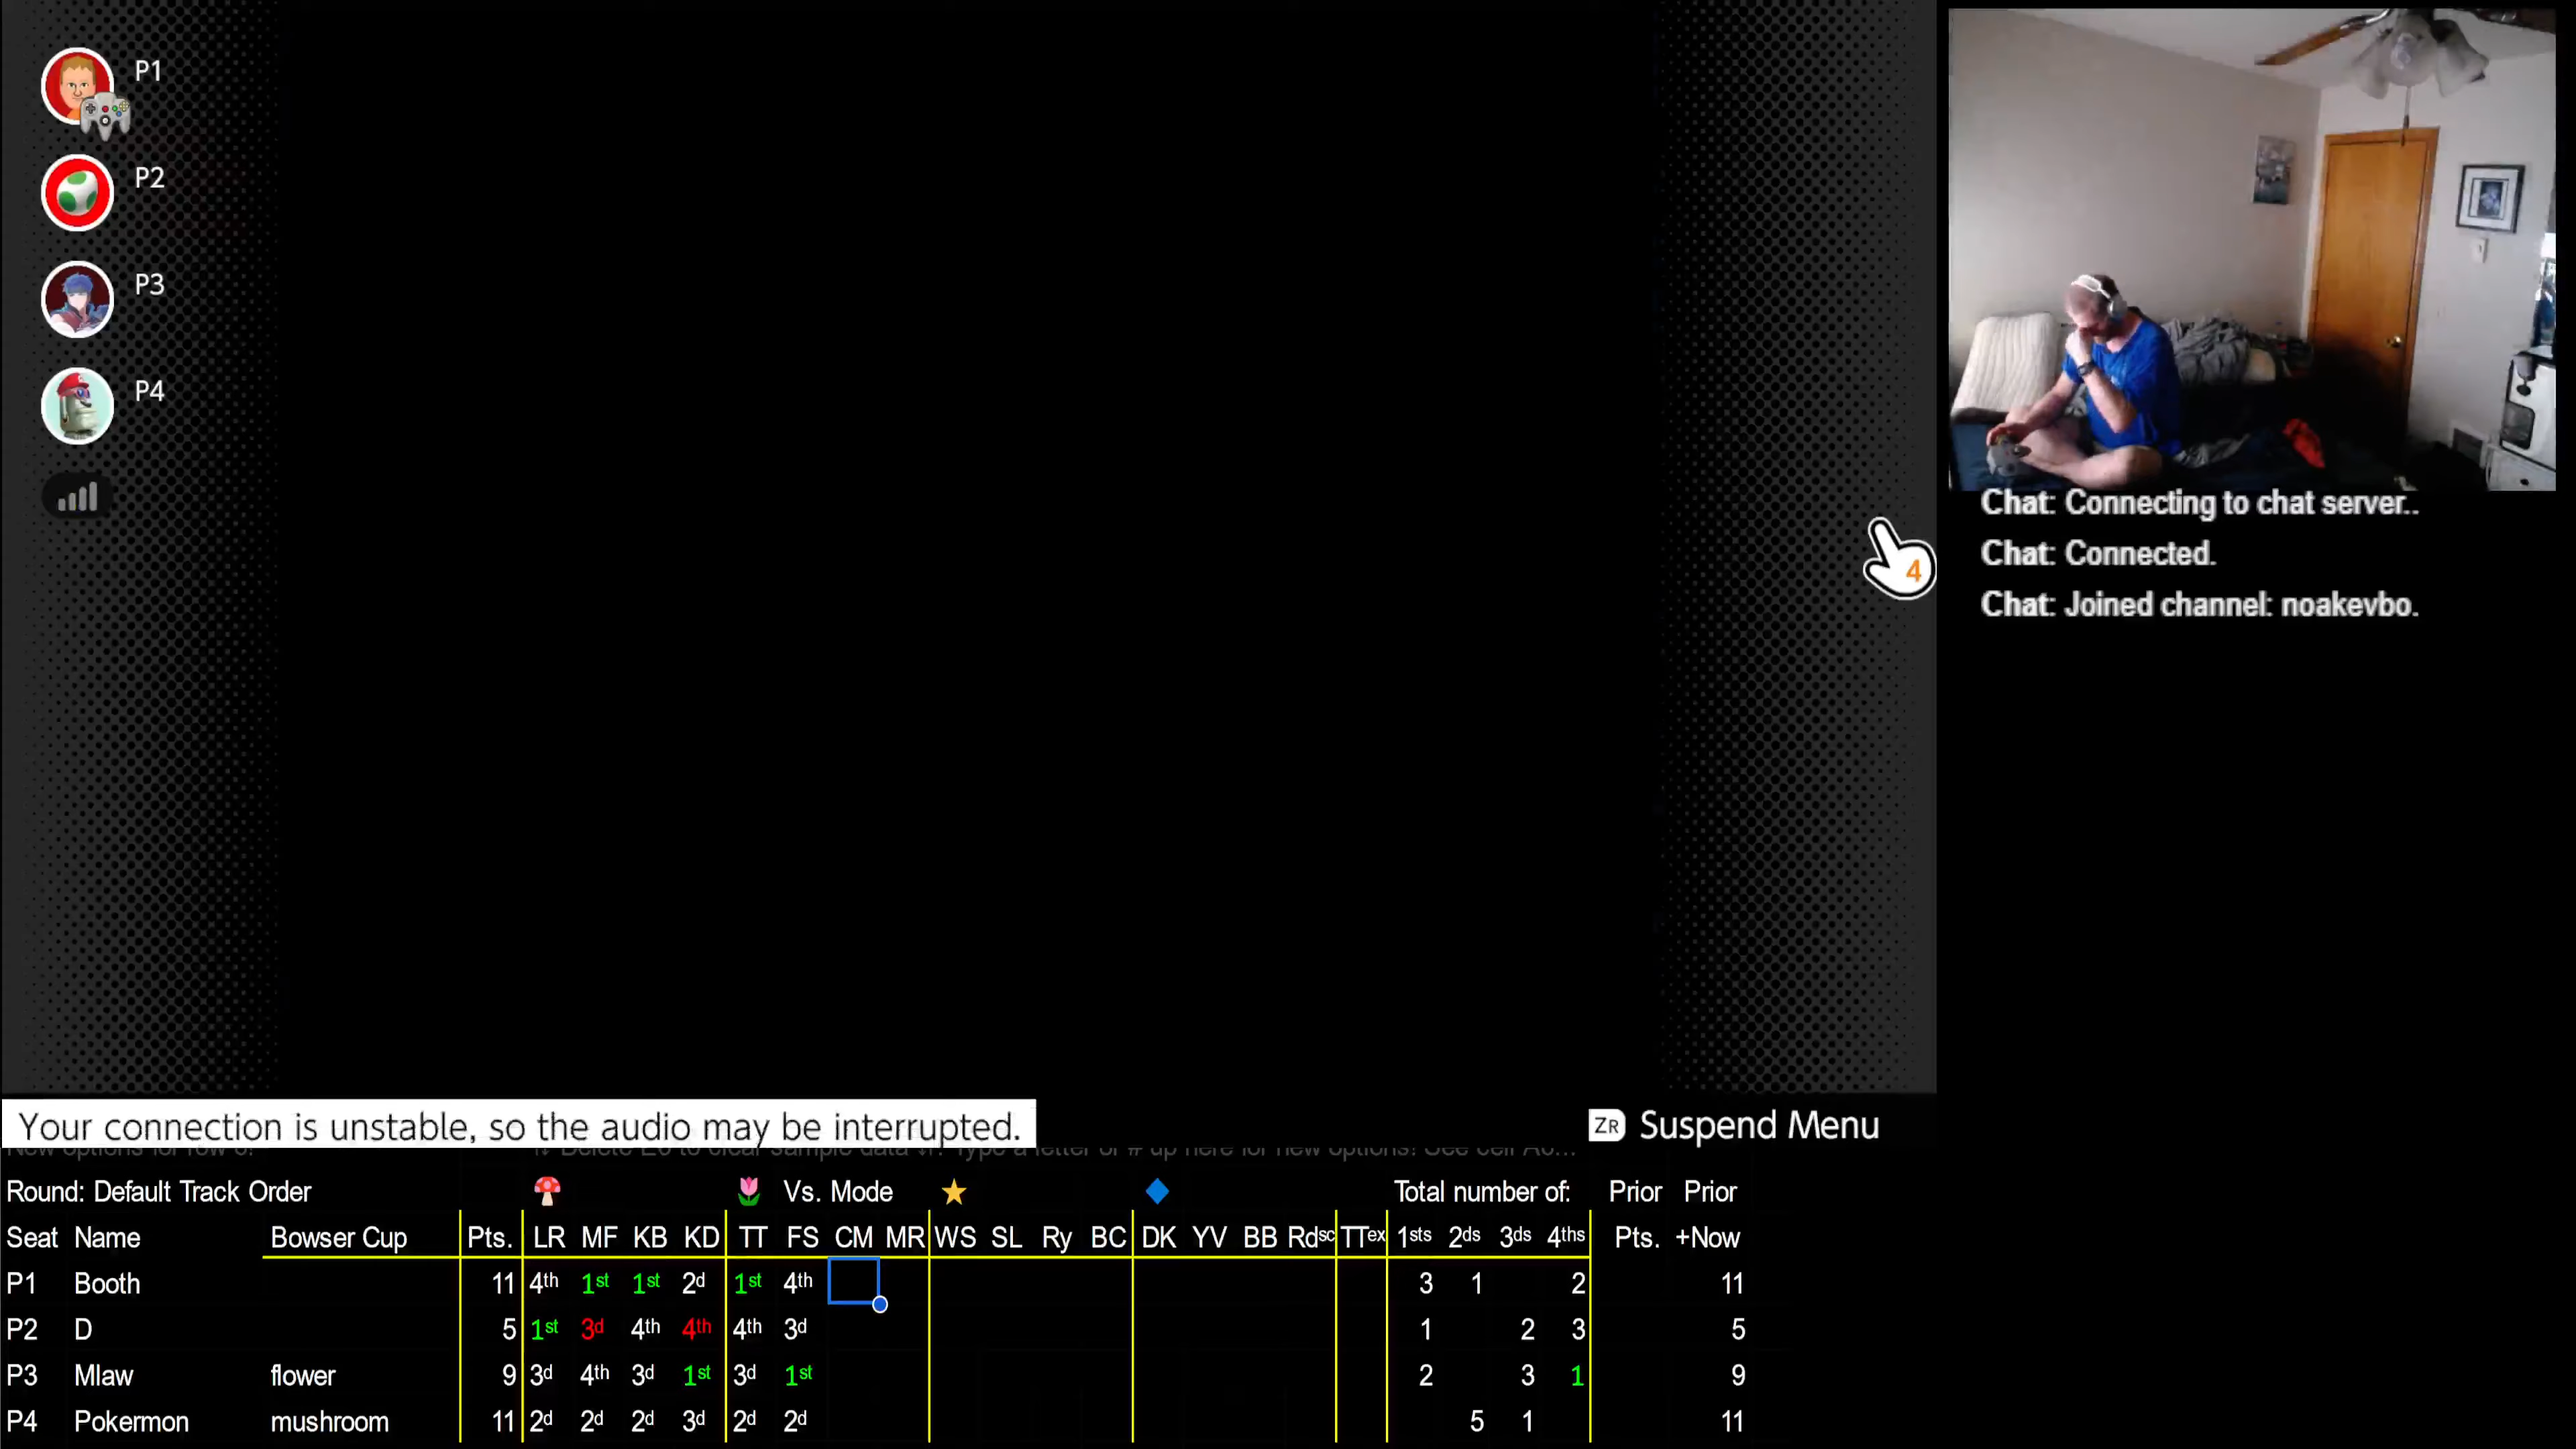 P1
P2
P3
P4
4
Chat: Connecting to chat server..
Chat: Connected.
Chat: Joined channel: noakevbo.
Your connection is unstable, so the audio may be interrupted.
ZR Suspend Menu
Round: Default Track Order Vs. Mode Total number of: Prior Prior
Seat Name Bowser Cup Pts. LR MF KB KD TT FS CM MR WS SL Ry BC DK YV BB Rdsc TTex 1sts 2ds 3ds 4ths Pts. +Now
P1 Booth 11 4th 1st 1st 2d 1st 4th 3 1 2 11
P2 D 5 1st 3d 4th 4th 4th 3d 1 2 3 5
P3 Mlaw flower 9 3d 4th 3d 1st 3d 1st 2 3 1 9
P4 Pokermon mushroom 11 2d 2d 2d 3d 2d 2d 5 1 11